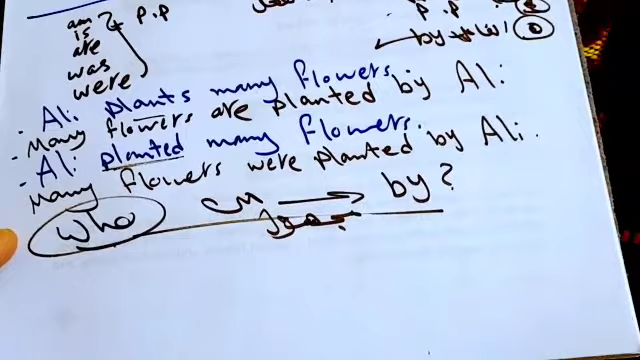 am
is
are + P.P
was
were
P.P
by
- Ali plants many flowers.
Many flowers are planted by Ali.
- Ali planted many flowers.
Many flowers were planted by Ali.
who → by?
مجهول